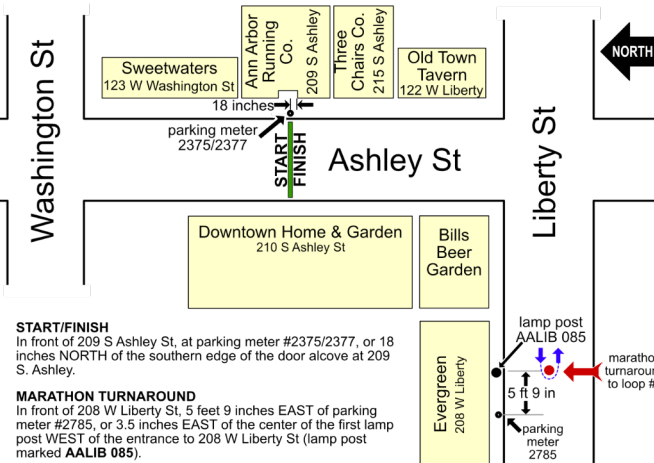 Washington St
Sweetwaters
123 W Washington St
Ann Arbor
Running
Co.
209 S Ashley
Three
Chairs Co.
215 S Ashley
Old Town
Tavern
122 W Liberty
NORTH
18 inches
parking meter
2375/2377
START
FINISH
Ashley St
Liberty St
Downtown Home & Garden
210 S Ashley St
Bills
Beer
Garden
START/FINISH
In front of 209 S Ashley St, at parking meter #2375/2377, or 18
inches NORTH of the southern edge of the door alcove at 209
S. Ashley.
MARATHON TURNAROUND
In front of 208 W Liberty St, 5 feet 9 inches EAST of parking
meter #2785, or 3.5 inches EAST of the center of the first lamp
post WEST of the entrance to 208 W Liberty St (lamp post
marked AALIB 085).
Evergreen
208 W Liberty
lamp post
AALIB 085
5 ft 9 in
parking
meter
2785
maratho
turnaroun
to loop #